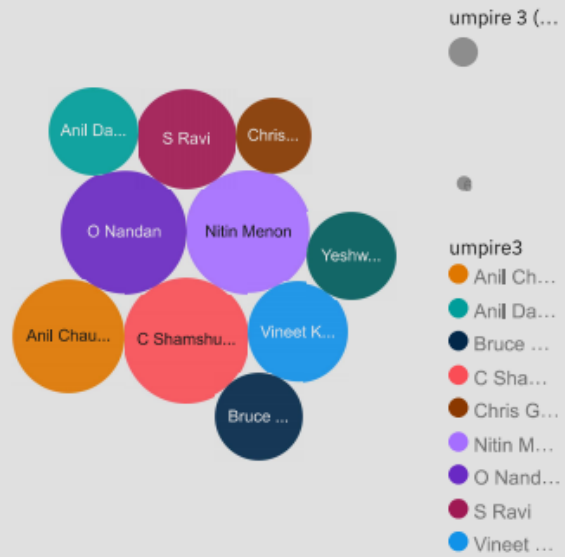 umpire 3 (...
Anil Da...
S Ravi
Chris...
O Nandan
Nitin Menon
Yeshw...
Anil Chau...
C Shamshu...
Vineet K...
Bruce ...
umpire3
Anil Ch...
Anil Da...
Bruce ...
C Sha...
Chris G...
Nitin M...
O Nand...
S Ravi
Vineet ...